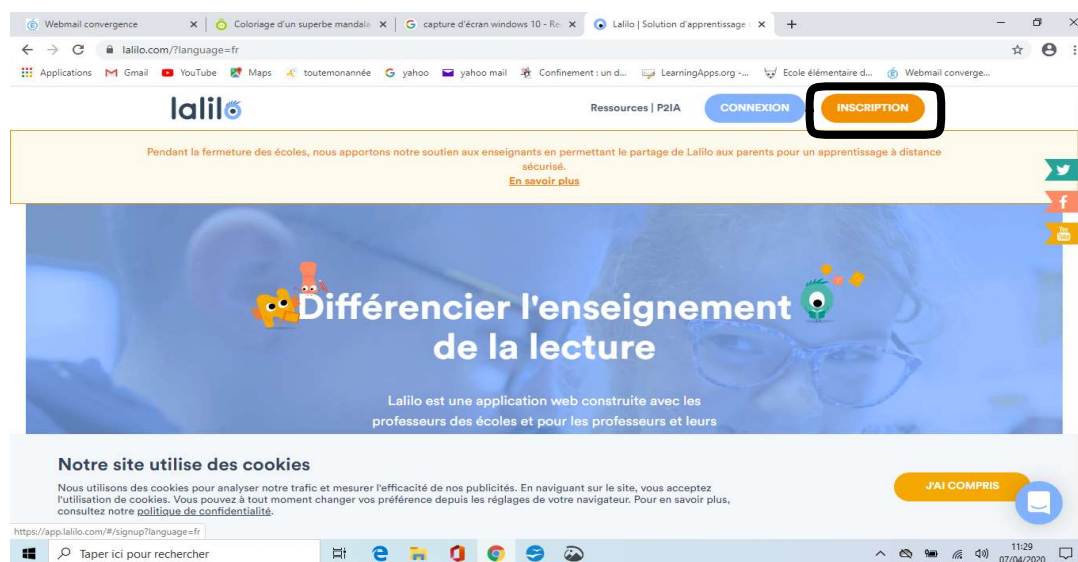 Webmail convergence
Coloriage d'un superbe mandala
capture d'écran windows 10 - Re
Lalilo | Solution d'apprentissage
lalilo.com/?language=fr
Applications
Gmail
YouTube
Maps
toutemonannée
yahoo
yahoo mail
Confinement : un d...
LearningApps.org -...
Ecole élémentaire d...
Webmail converge...
lalilo
Ressources | P2IA
CONNEXION
INSCRIPTION
Pendant la fermeture des écoles, nous apportons notre soutien aux enseignants en permettant le partage de Lalilo aux parents pour un apprentissage à distance
sécurisé.
En savoir plus
You
Tube
Différencier l'enseignement
de la lecture
Lalilo est une application web construite avec les
professeurs des écoles et pour les professeurs et leurs
Notre site utilise des cookies
Nous utilisons des cookies pour analyser notre trafic et mesurer l'efficacité de nos publicités. En naviguant sur le site, vous acceptez
l'utilisation de cookies. Vous pouvez à tout moment changer vos préférence depuis les réglages de votre navigateur. Pour en savoir plus,
consultez notre politique de confidentialité.
J'AI COMPRIS
https://app.lalilo.com/#/signup?language=fr
Taper ici pour rechercher
11:29
07/04/2020